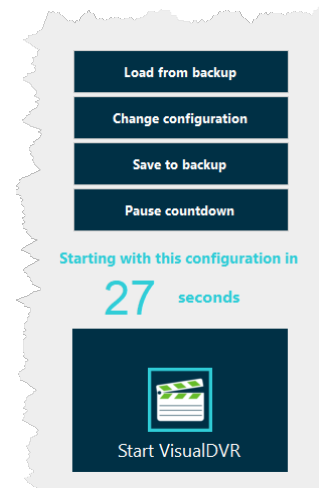 Load from backup
Change configuration
Save to backup
Pause countdown
Starting with this configuration in
27 seconds
Start VisualDVR